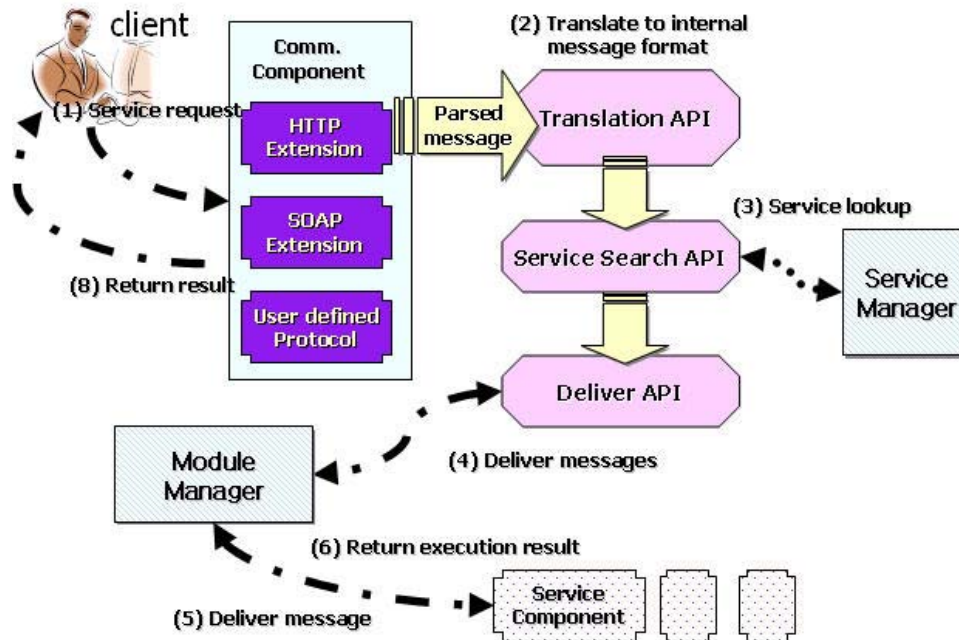 client
(1) Service request
(8) Return result
Comm.
Component
HTTP
Extension
SOAP
Extension
User defined
Protocol
Parsed
message
(2) Translate to internal
message format
Translation API
Service Search API
(3) Service lookup
Service
Manager
Deliver API
(4) Deliver messages
Module
Manager
(6) Return execution result
(5) Deliver message
Service
Component